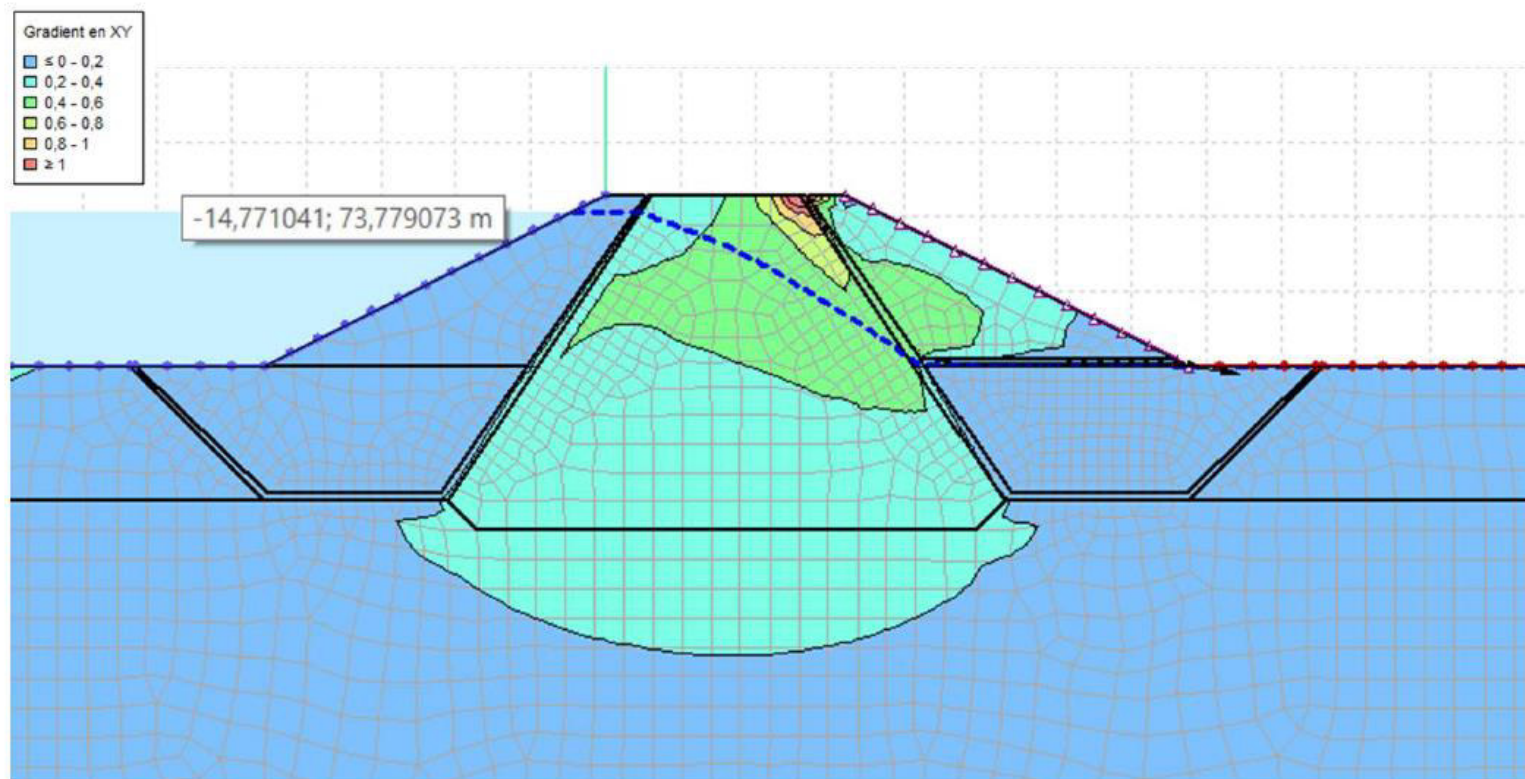 Gradient en XY
≤ 0 - 0,2
0,2 - 0,4
0,4 - 0,6
0,6 - 0,8
0,8 - 1
≥ 1
-14,771041; 73,779073 m